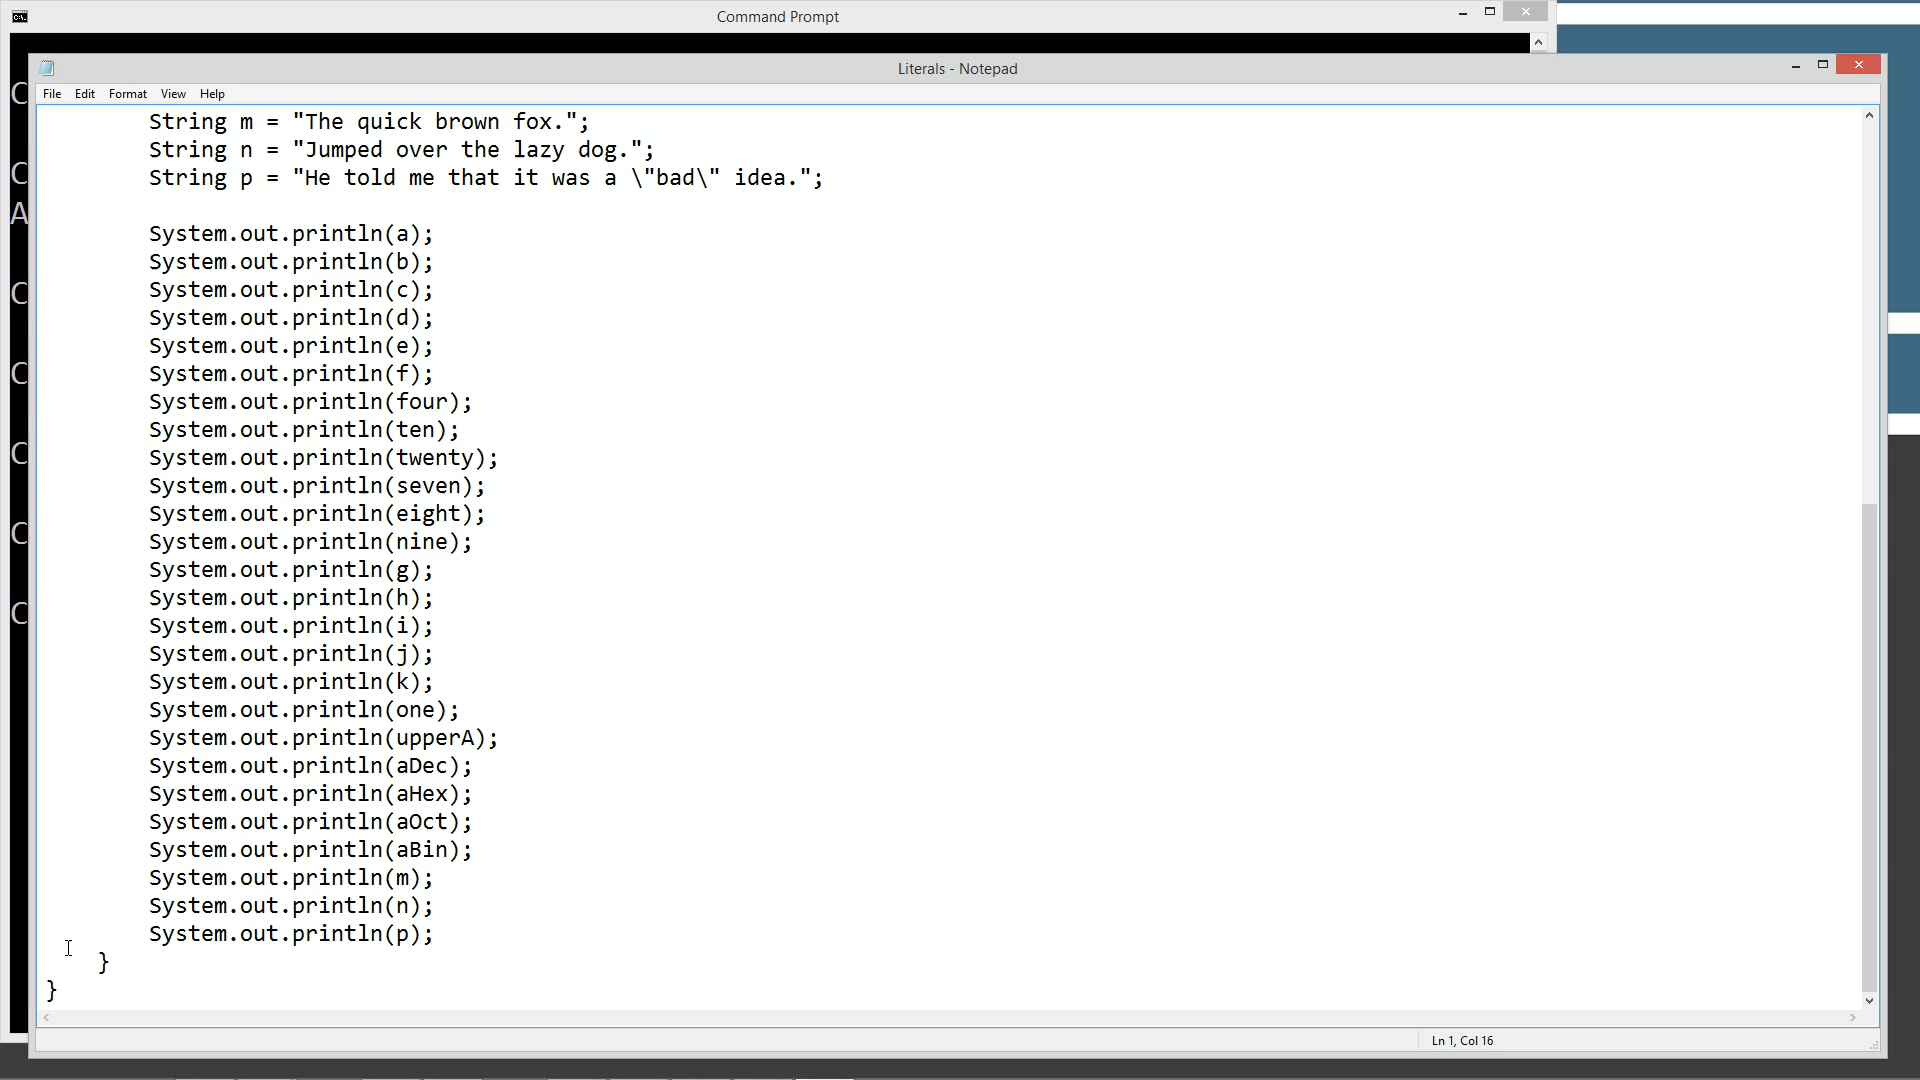 Command Prompt
Literals - Notepad
File Edit Format View Help
String m = "The quick brown fox.";
String n = "Jumped over the lazy dog.";
String p = "He told me that it was a \"bad\" idea.";
System.out.println(a);
System.out.println(b);
System.out.println(c);
System.out.println(d);
System.out.println(e);
System.out.println(f);
System.out.println(four);
System.out.println(ten);
System.out.println(twenty);
System.out.println(seven);
System.out.println(eight);
System.out.println(nine);
System.out.println(g);
System.out.println(h);
System.out.println(i);
System.out.println(j);
System.out.println(k);
System.out.println(one);
System.out.println(upperA);
System.out.println(aDec);
System.out.println(aHex);
System.out.println(aOct);
System.out.println(aBin);
System.out.println(m);
System.out.println(n);
System.out.println(p);
}
}
Ln 1, Col 16
C
C
A
C
C
C
C
C